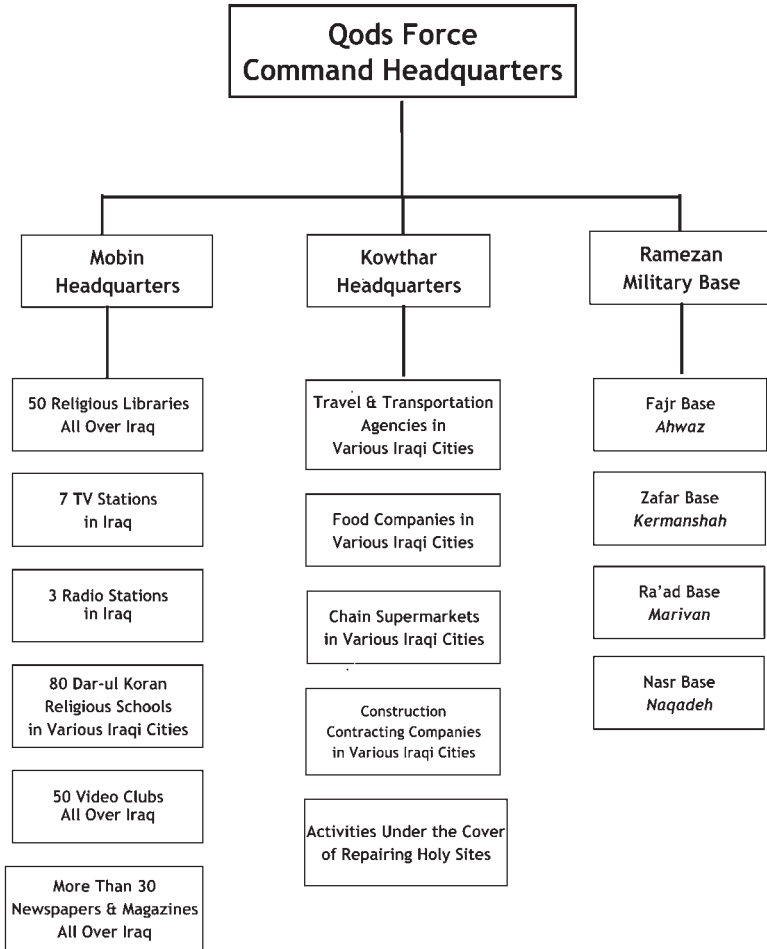 Qods Force
Command Headquarters
Mobin
Headquarters
50 Religious Libraries
All Over Iraq
7 TV Stations
in Iraq
3 Radio Stations
in Iraq
80 Dar-ul Koran
Religious Schools
in Various Iraqi Cities
50 Video Clubs
All Over Iraq
More Than 30
Newspapers & Magazines
All Over Iraq
Kowthar
Headquarters
Travel & Transportation
Agencies in
Various Iraqi Cities
Food Companies in
Various Iraqi Cities
Chain Supermarkets
in Various Iraqi Cities
Construction
Contracting Companies
in Various Iraqi Cities
Activities Under the Cover
of Repairing Holy Sites
Ramezan
Military Base
Fajr Base
Ahwaz
Zafar Base
Kermanshah
Ra'ad Base
Marivan
Nasr Base
Naqadeh